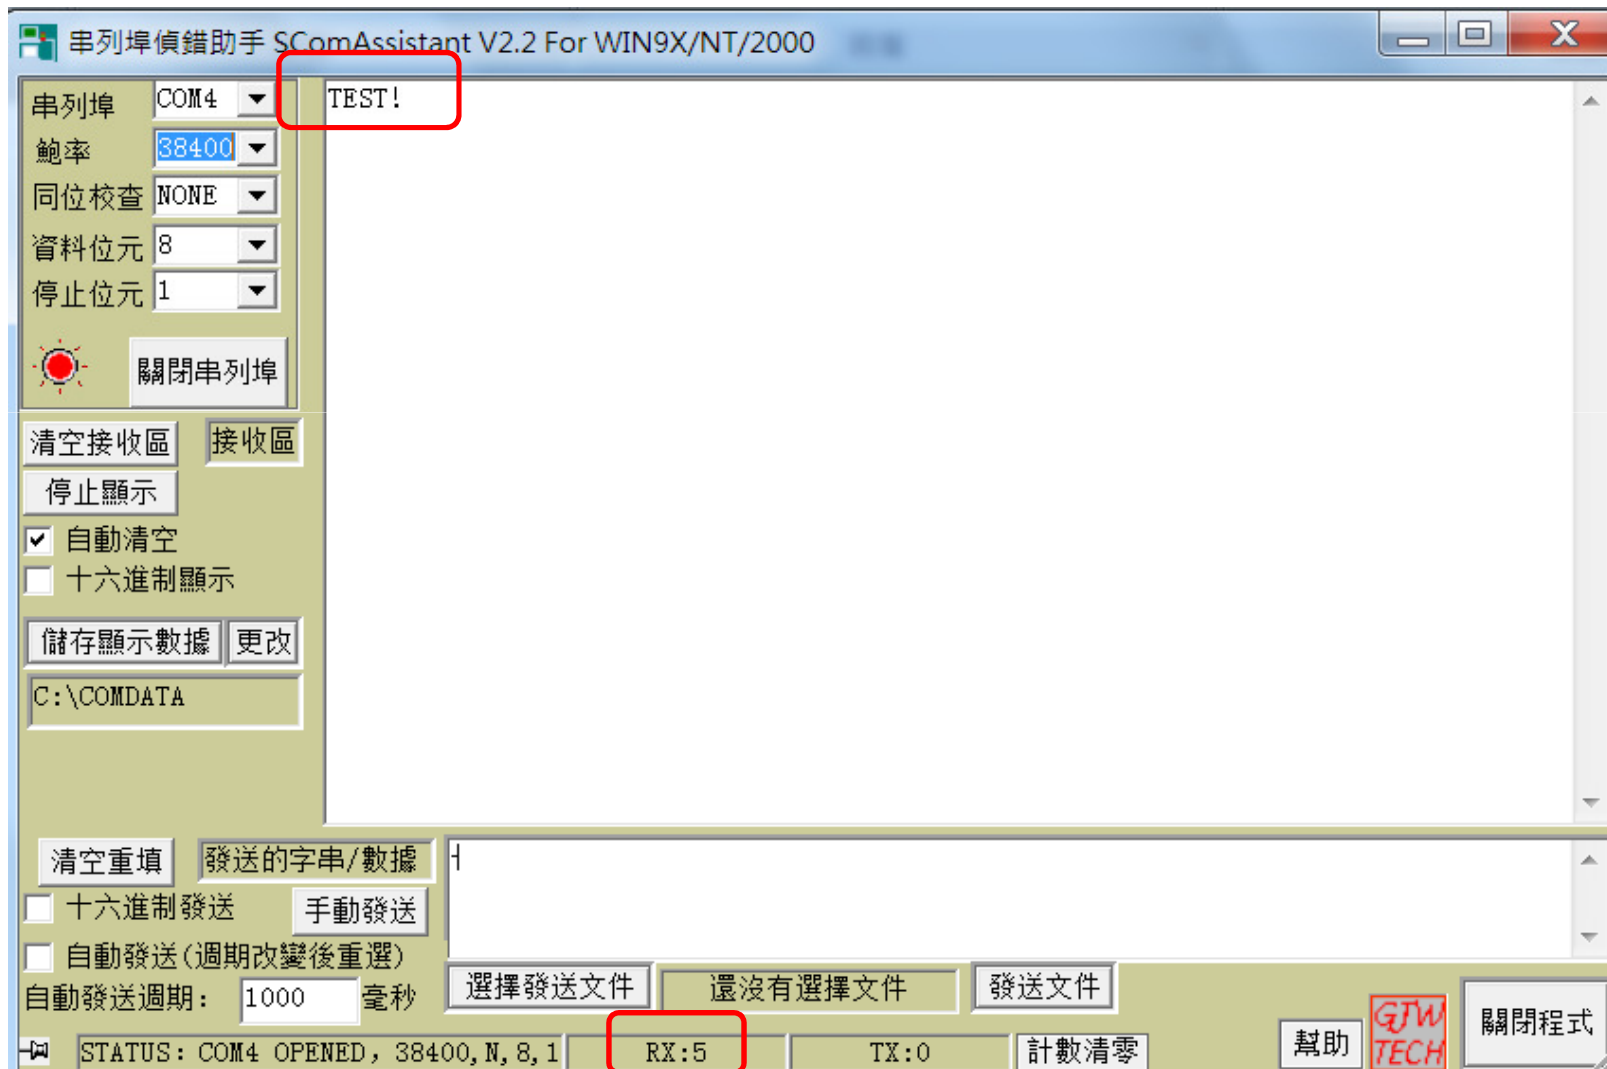 串列埠偵錯助手 SComAssistant V2.2 For WIN9X/NT/2000
串列埠 COM4
鮑率 38400
同位校查 NONE
資料位元 8
停止位元 1
關閉串列埠
TEST!
清空接收區 接收區
停止顯示
自動清空
十六進制顯示
儲存顯示數據 更改
C:\COMDATA
清空重填 發送的字串/數據
十六進制發送 手動發送
自動發送(週期改變後重選)
自動發送週期: 1000 毫秒
選擇發送文件 還沒有選擇文件 發送文件
STATUS: COM4 OPENED, 38400,N,8,1 RX:5 TX:0 計數清零 幫助 GJW TECH 關閉程式